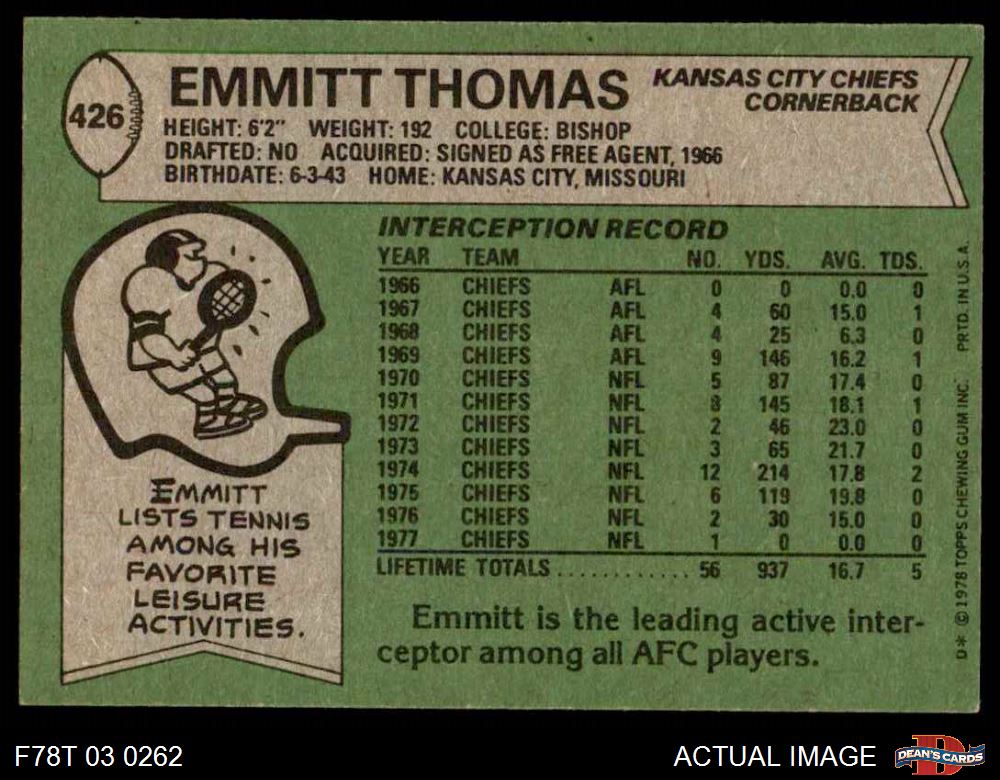 426
EMMITT THOMAS
KANSAS CITY CHIEFS
CORNERBACK
HEIGHT: 6'2" WEIGHT: 192 COLLEGE: BISHOP
DRAFTED: NO ACQUIRED: SIGNED AS FREE AGENT, 1966
BIRTHDATE: 6-3-43 HOME: KANSAS CITY, MISSOURI
EMMITT
LISTS TENNIS
AMONG HIS
FAVORITE
LEISURE
ACTIVITIES.
INTERCEPTION RECORD
YEAR TEAM NO. YDS. AVG. TDS.
1966 CHIEFS AFL 0 0 0.0 0
1967 CHIEFS AFL 4 60 15.0 1
1968 CHIEFS AFL 4 25 6.3 0
1969 CHIEFS AFL 9 146 16.2 1
1970 CHIEFS NFL 5 87 17.4 0
1971 CHIEFS NFL 8 145 18.1 1
1972 CHIEFS NFL 2 46 23.0 0
1973 CHIEFS NFL 3 65 21.7 0
1974 CHIEFS NFL 12 214 17.8 2
1975 CHIEFS NFL 6 119 19.8 0
1976 CHIEFS NFL 2 30 15.0 0
1977 CHIEFS NFL 1 0 0.0 0
LIFETIME TOTALS ............ 56 937 16.7 5
Emmitt is the leading active inter-
ceptor among all AFC players.
D* © 1978 TOPPS CHEWING GUM INC. PRTD. IN U.S.A.
F78T 03 0262
ACTUAL IMAGE
D
DEAN'S CARDS